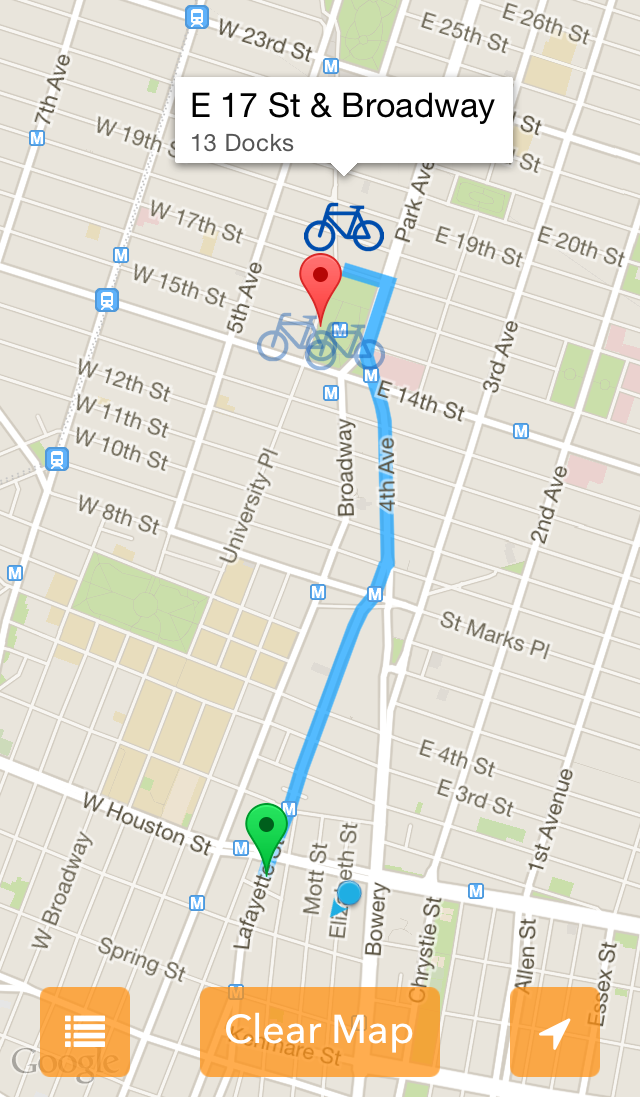 E 26th St
E 25th St
W 23rd St
7th Ave
M
M
E 17 St & Broadway
13 Docks
St
St
W 19th
Park Ave
W 17th St
E 19th St
E 20th St
M
W 15th St
5th Ave
M
3rd Ave
W 12th St
M
E 14th St
M
W 11th St
M
W 10th St
Broadway
4th Ave
University Pl
2nd Ave
W 8th St
M
M
M
St Marks Pl
E 4th St
E 3rd St
1st Avenue
M
W Houston St
M
Lafayette St
Mott St
Elizabeth St
M
M
W Broadway
Bowery
Chrystie St
Allen St
Essex St
Spring St
M
Clear Map
Kenmare St
Google